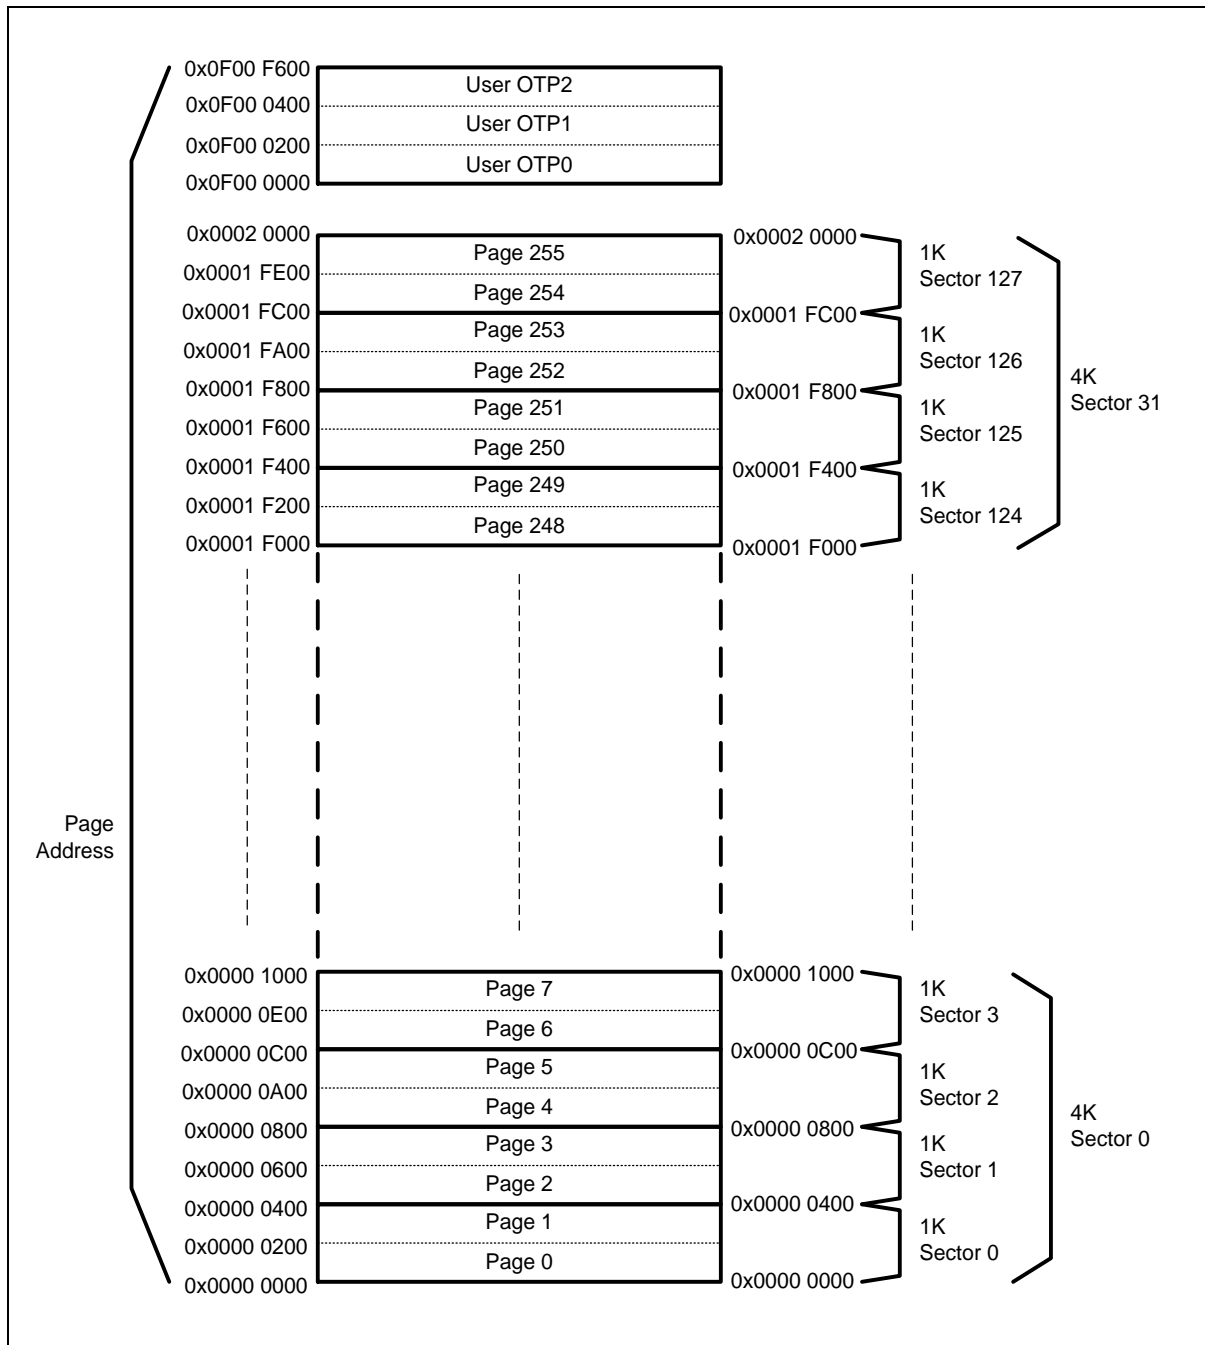 0x0F00 F600
User OTP2
0x0F00 0400
User OTP1
0x0F00 0200
User OTP0
0x0F00 0000
0x0002 0000
0x0002 0000
Page 255
1K
Sector 127
0x0001 FE00
Page 254
0x0001 FC00
0x0001 FC00
Page 253
1K
Sector 126
0x0001 FA00
Page 252
0x0001 F800
0x0001 F800
4K
Sector 31
Page 251
1K
Sector 125
0x0001 F600
Page 250
0x0001 F400
0x0001 F400
Page 249
1K
Sector 124
0x0001 F200
Page 248
0x0001 F000
0x0001 F000
Page
Address
0x0000 1000
0x0000 1000
Page 7
1K
Sector 3
0x0000 0E00
Page 6
0x0000 0C00
0x0000 0C00
Page 5
1K
Sector 2
0x0000 0A00
Page 4
0x0000 0800
0x0000 0800
4K
Sector 0
Page 3
1K
Sector 1
0x0000 0600
Page 2
0x0000 0400
0x0000 0400
Page 1
1K
Sector 0
0x0000 0200
Page 0
0x0000 0000
0x0000 0000